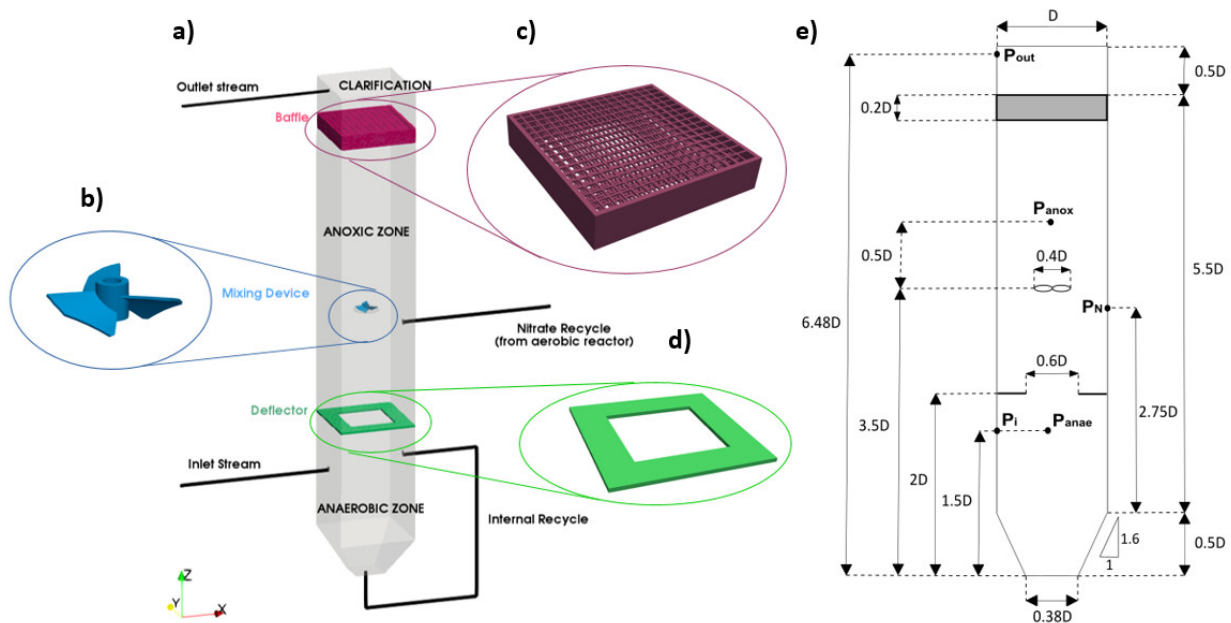 a)
Outlet stream
CLARIFICATION
Baffle
c)
b)
ANOXIC ZONE
Mixing Device
Nitrate Recycle
(from aerobic reactor)
d)
Deflector
Inlet Stream
ANAEROBIC ZONE
Internal Recycle
Z
Y
X
e)
D
Pout
0.5D
0.2D
Panox
0.5D
0.4D
5.5D
6.48D
PN
0.6D
3.5D
2.75D
Pi
Panae
2D
1.5D
1.6
1
0.5D
0.38D